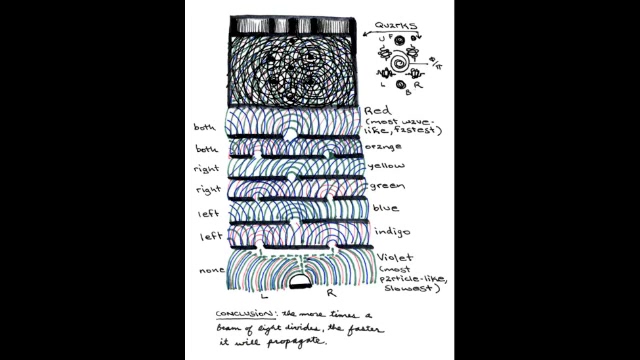 Quarks
U F
L R
B
Red
(most wave-
like, fastest)
both
both orange
right yellow
right green
left blue
left indigo
none Violet
(most
particle-like,
slowest)
L R
CONCLUSION: the more times a
beam of light divides, the faster
it will propagate.